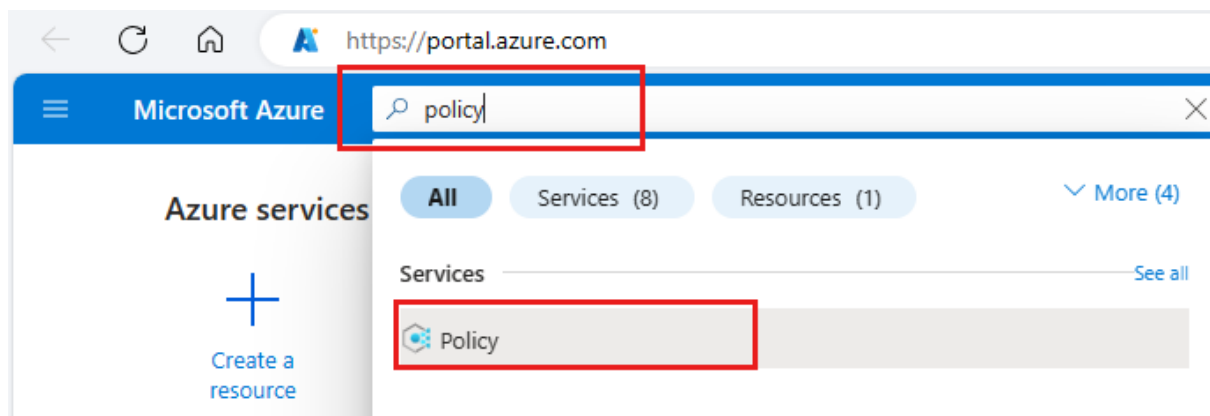 https://portal.azure.com
Microsoft Azure
policy
All
Services (8)
Resources (1)
More (4)
Azure services
Services
See all
Policy
Create a
resource